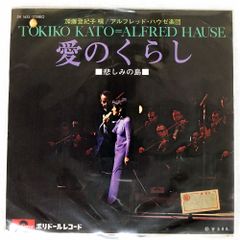 加藤登紀子 唄/アルフレッド・ハウゼ楽団
TOKIKO KATO=ALFRED HAUSE
愛のくらし
■悲しみの島■
ポリドールレコード